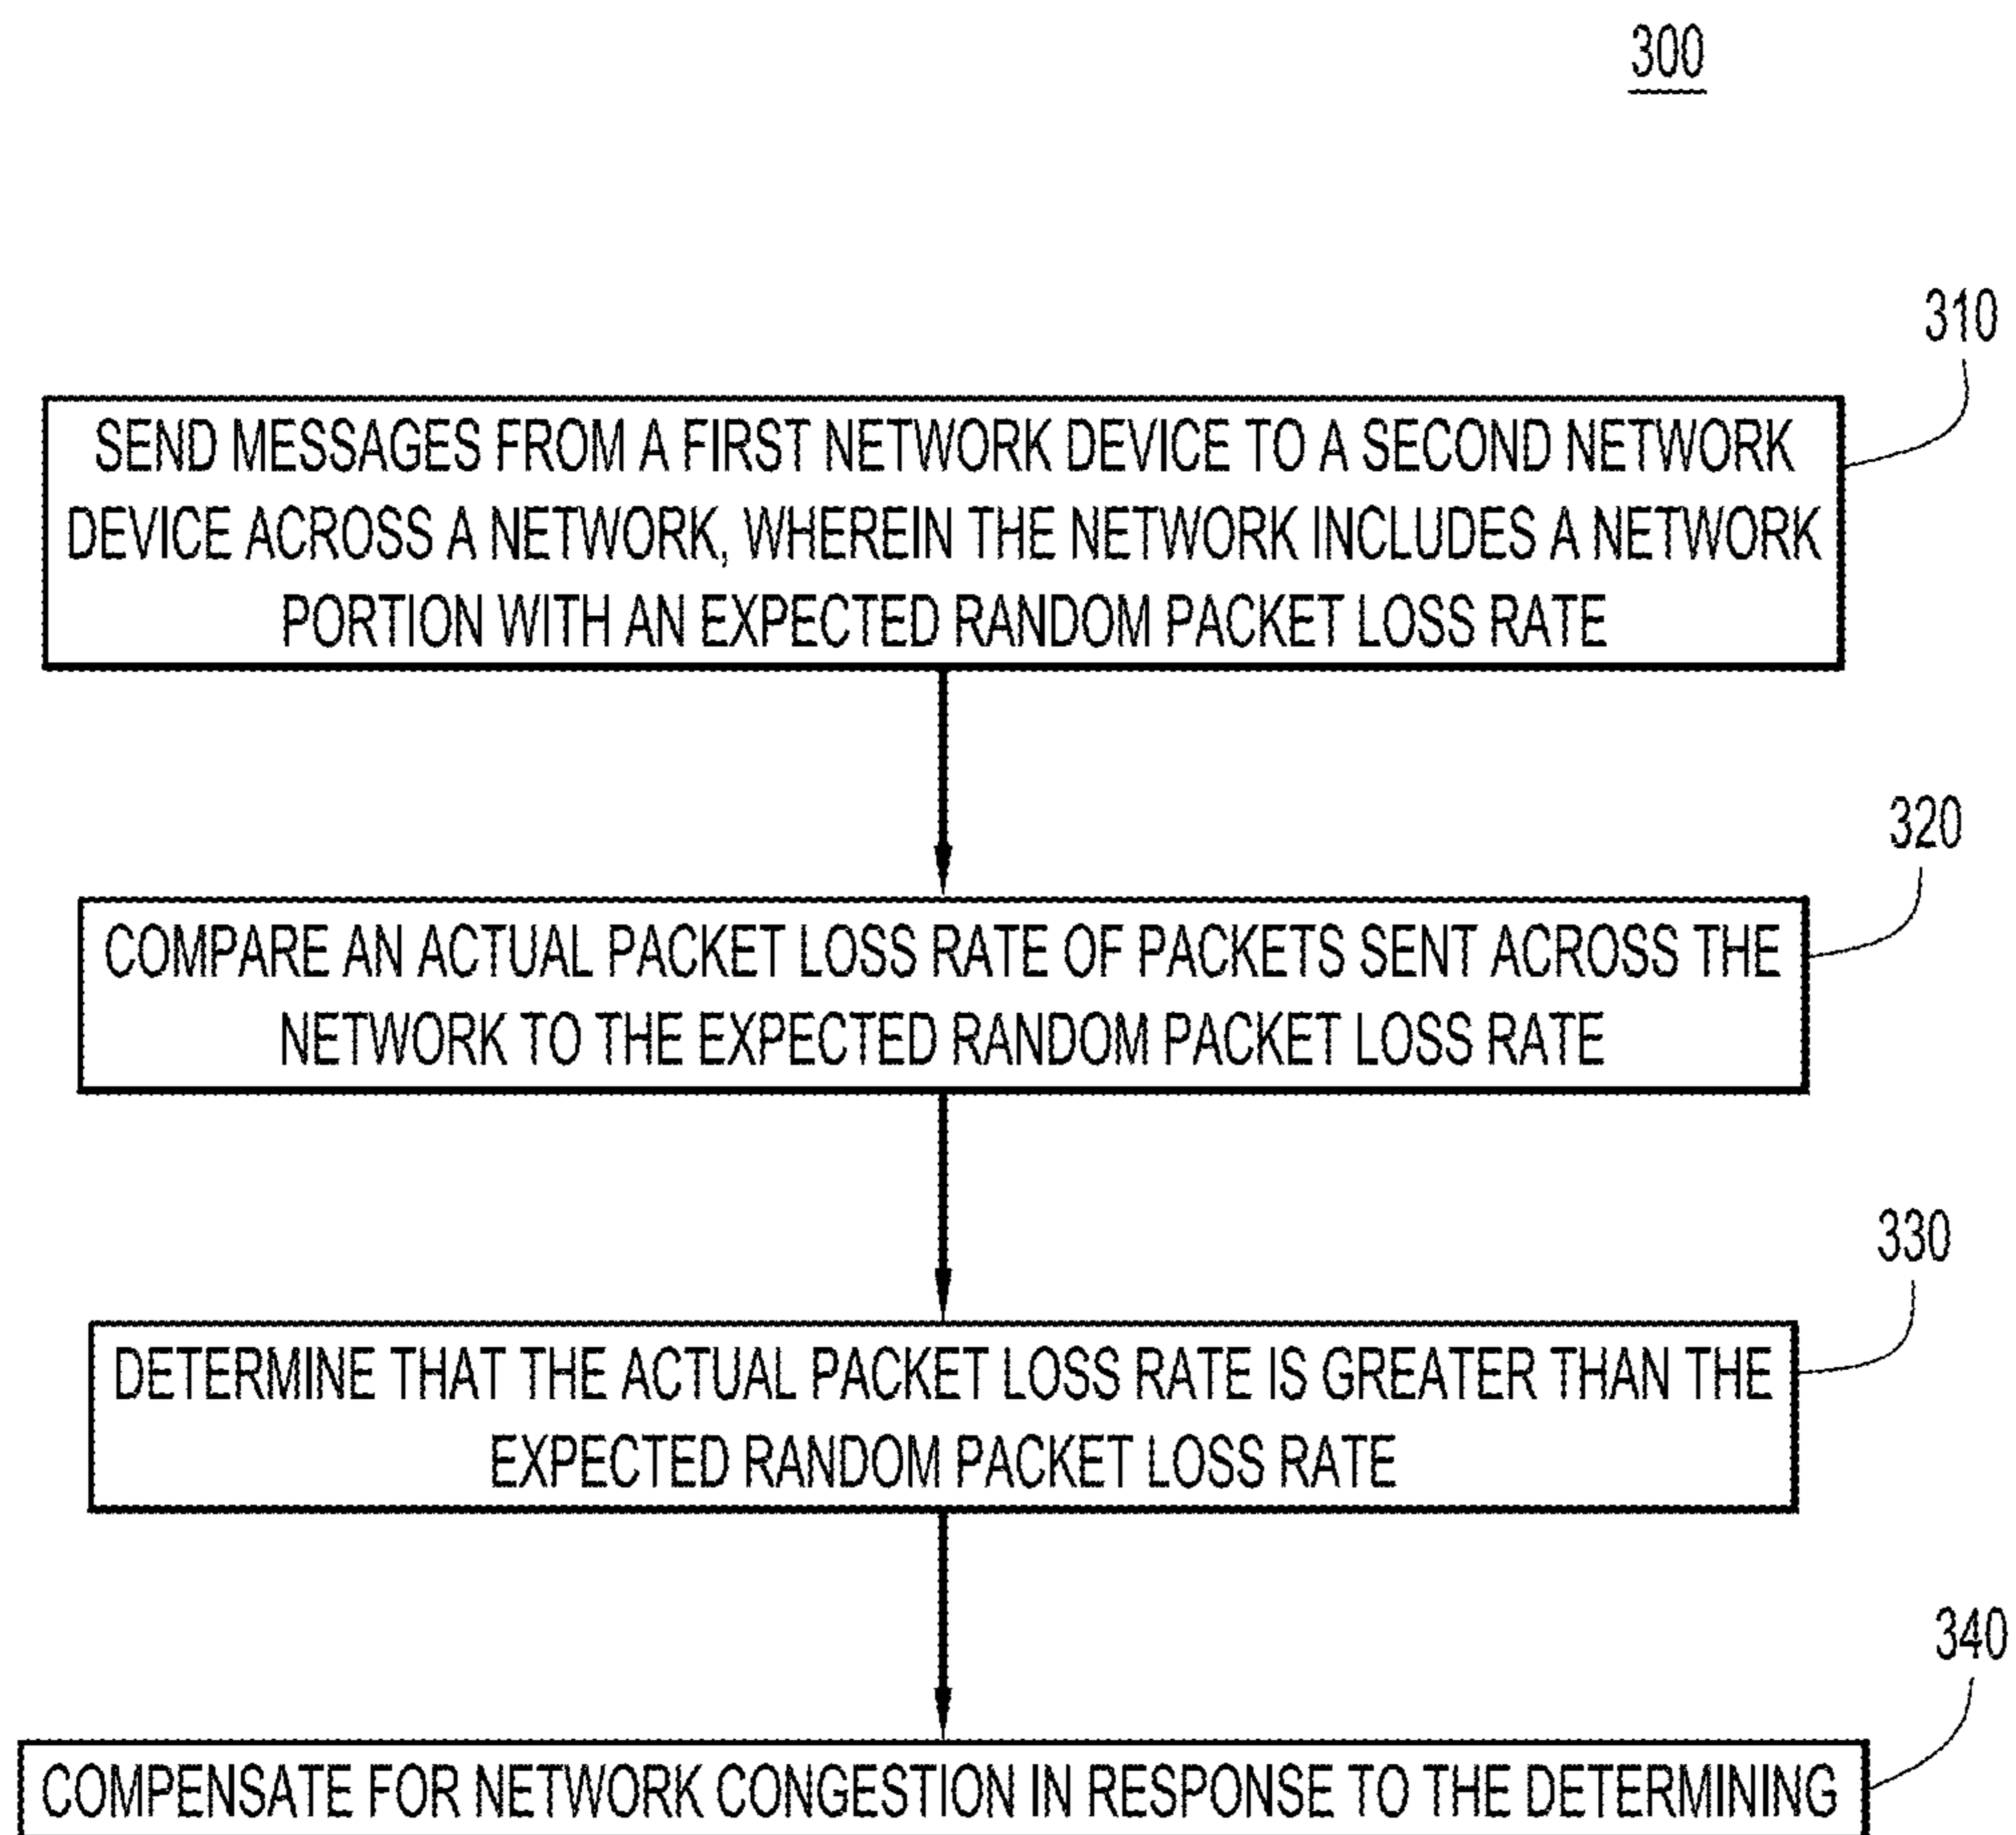 300
310
SEND MESSAGES FROM A FIRST NETWORK DEVICE TO A SECOND NETWORK
DEVICE ACROSS A NETWORK, WHEREIN THE NETWORK INCLUDES A NETWORK
PORTION WITH AN EXPECTED RANDOM PACKET LOSS RATE
320
COMPARE AN ACTUAL PACKET LOSS RATE OF PACKETS SENT ACROSS THE
NETWORK TO THE EXPECTED RANDOM PACKET LOSS RATE
330
DETERMINE THAT THE ACTUAL PACKET LOSS RATE IS GREATER THAN THE
EXPECTED RANDOM PACKET LOSS RATE
340
COMPENSATE FOR NETWORK CONGESTION IN RESPONSE TO THE DETERMINING